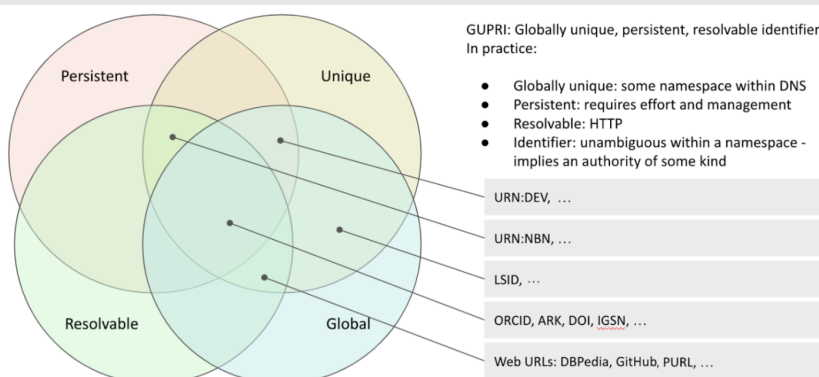 GUPRI: Globally unique, persistent, resolvable identifier
In practice:
● Globally unique: some namespace within DNS
● Persistent: requires effort and management
● Resolvable: HTTP
● Identifier: unambiguous within a namespace -
implies an authority of some kind
Persistent
Unique
Resolvable
Global
URN:DEV, …
URN:NBN, …
LSID, …
ORCID, ARK, DOI, IGSN, …
Web URLs: DBPedia, GitHub, PURL, …